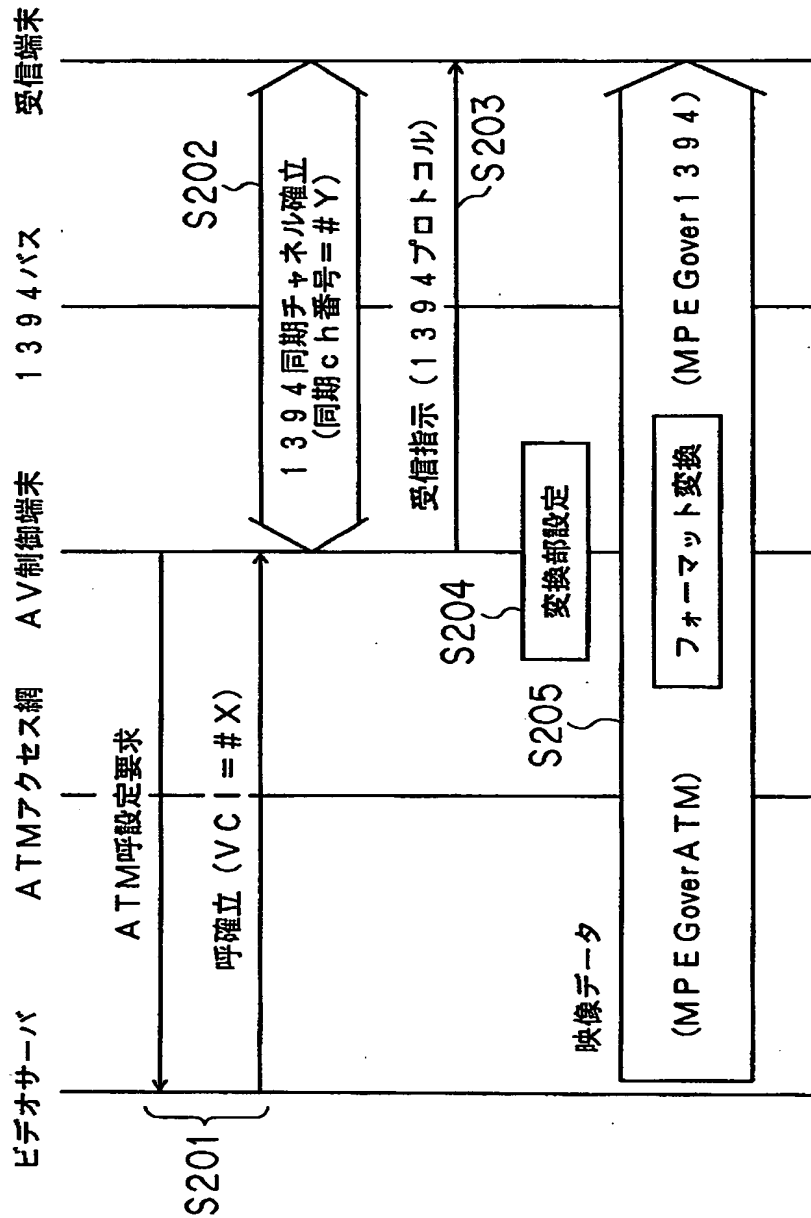 ビデオサーバ
ATMアクセス網
AV制御端末
1394バス
受信端末
S201
ATM呼設定要求
呼確立(VCI=#X)
S202
1394同期チャネル確立
(同期ch番号=#Y)
受信指示(1394プロトコル)
S203
S204
変換部設定
S205
映像データ
(MPEGoverATM)
フォーマット変換
(MPEGover1394)